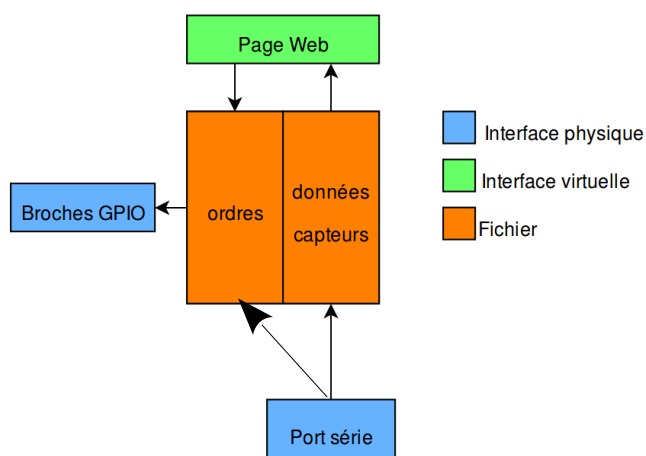 Page Web
Interface physique
Interface virtuelle
Fichier
Broches GPIO
ordres
données
capteurs
Port série